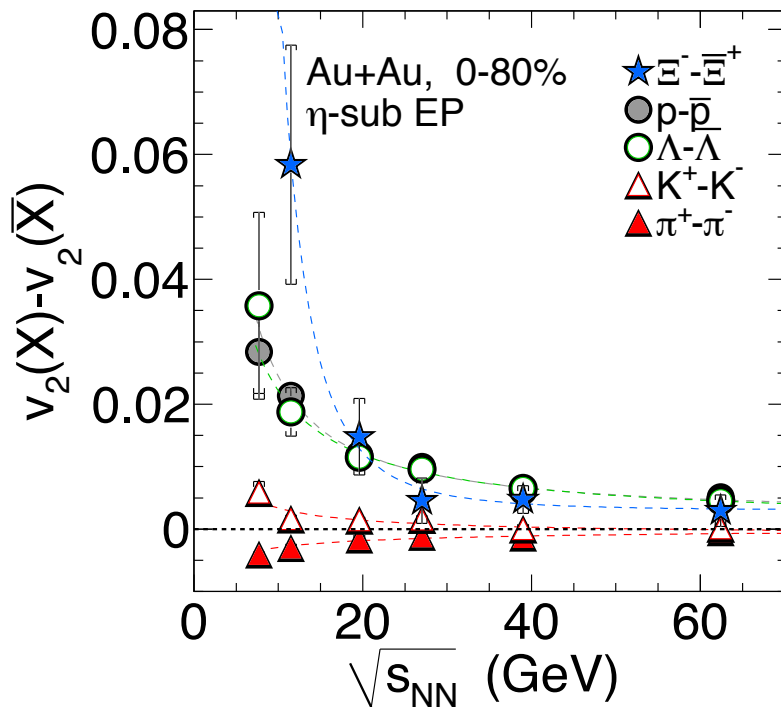 Au+Au, 0-80%
η-sub EP
Ξ⁻-Ξ̅⁺
p-p̅
Λ-Λ̅
K⁺-K⁻
π⁺-π⁻
v₂(X)-v₂(X̅)
0.08
0.06
0.04
0.02
0
0 20 40 60
√s_NN (GeV)